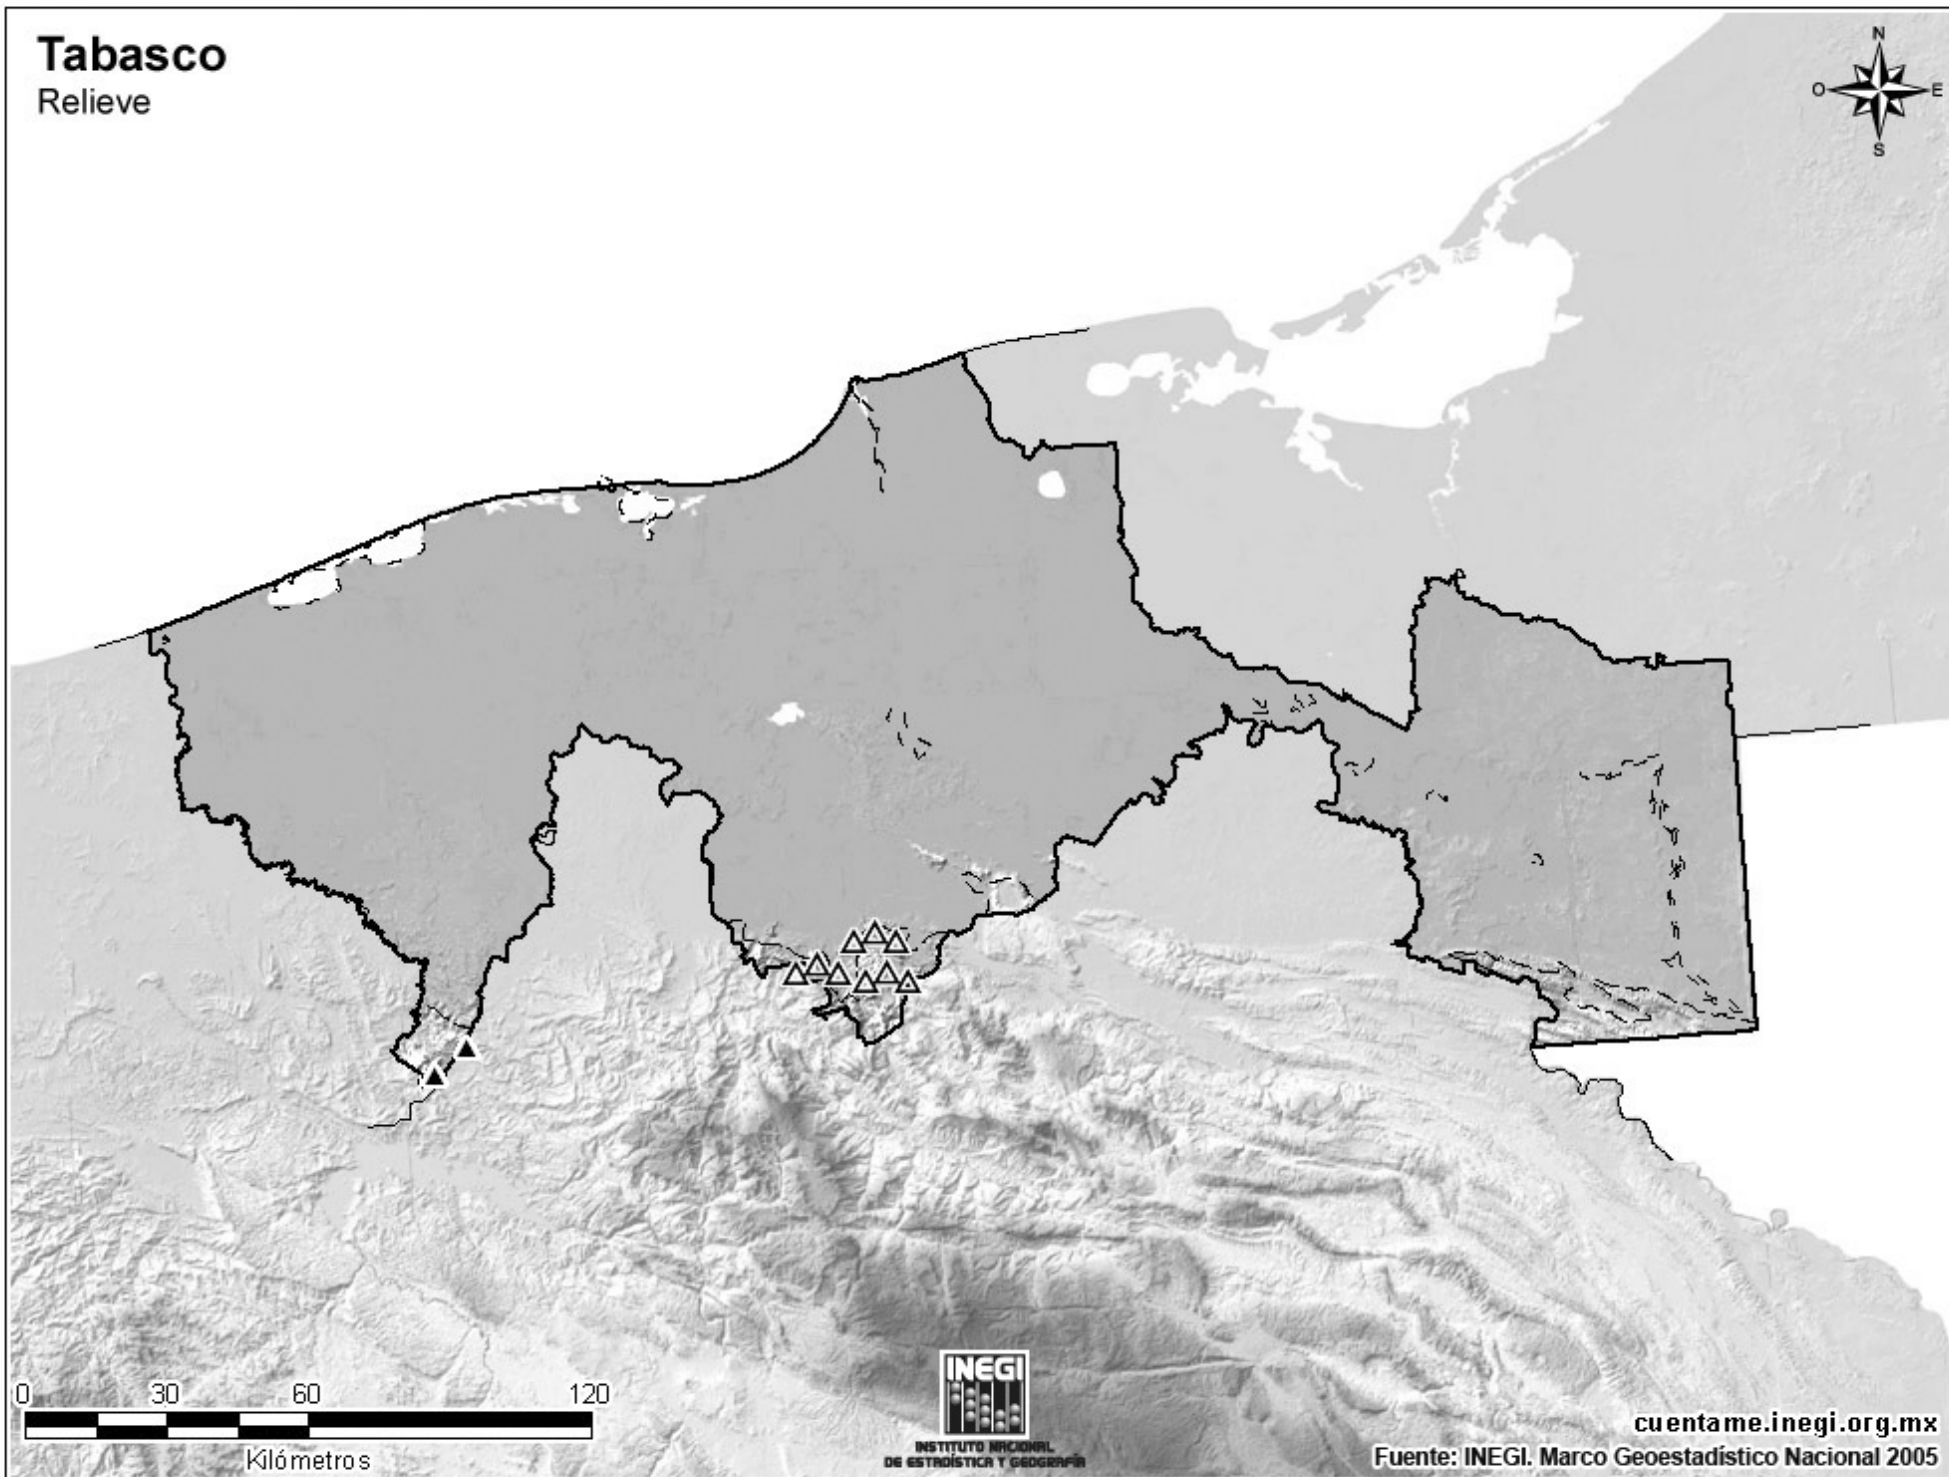 Tabasco
Relieve
N
O
E
S
0 30 60 120
Kilómetros
INEGI
INSTITUTO NACIONAL
DE ESTADÍSTICA Y GEOGRAFÍA
cuentame.inegi.org.mx
Fuente: INEGI. Marco Geoestadístico Nacional 2005